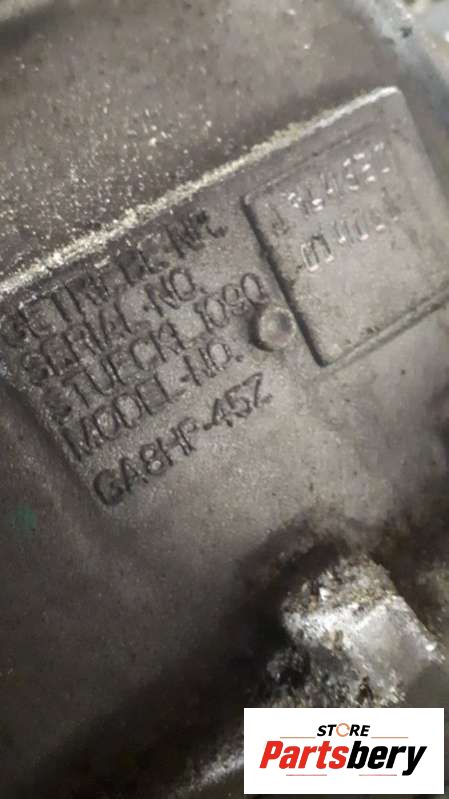 GETRIEBE-NR.
SERIAL-NO.
STUECKL.1090
MODEL-NO.
GA8HP-45Z
STORE
Partsbery